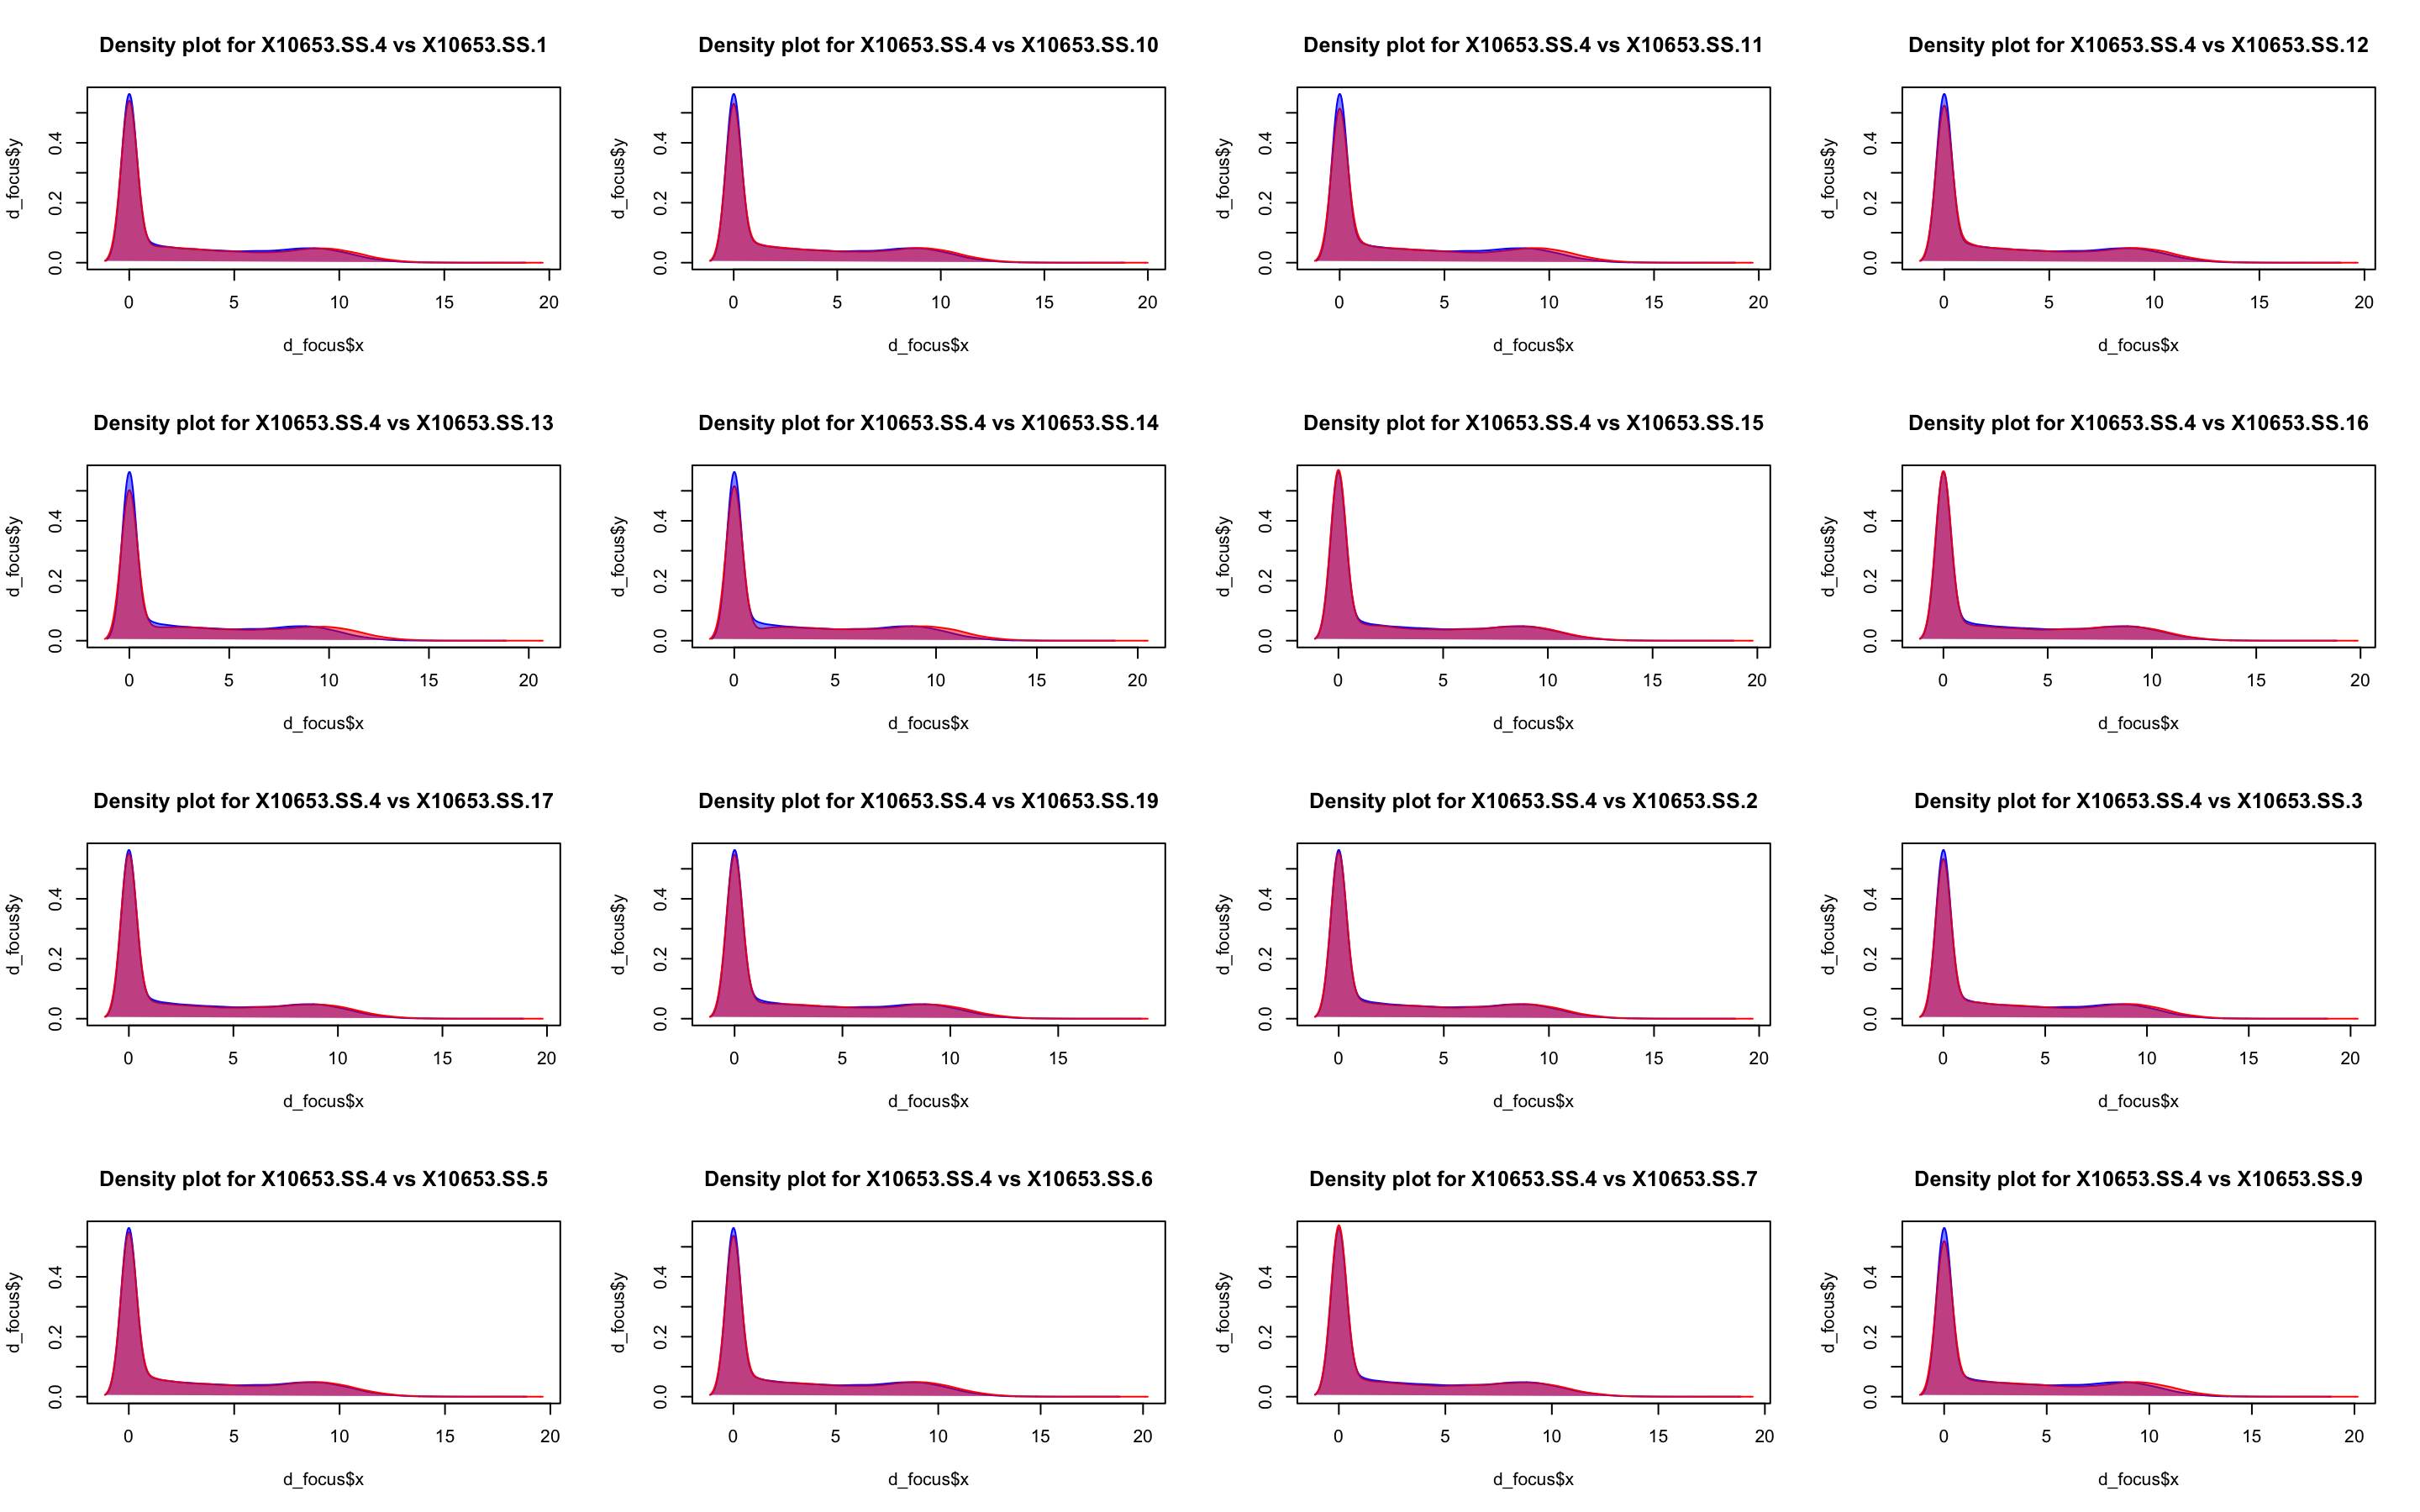 Density plot for X10653.SS.4 vs X10653.SS.1
d_focus$y
0.0 0.2 0.4
0 5 10 15 20
d_focus$x
Density plot for X10653.SS.4 vs X10653.SS.10
d_focus$y
0.0 0.2 0.4
0 5 10 15 20
d_focus$x
Density plot for X10653.SS.4 vs X10653.SS.11
d_focus$y
0.0 0.2 0.4
0 5 10 15 20
d_focus$x
Density plot for X10653.SS.4 vs X10653.SS.12
d_focus$y
0.0 0.2 0.4
0 5 10 15 20
d_focus$x
Density plot for X10653.SS.4 vs X10653.SS.13
d_focus$y
0.0 0.2 0.4
0 5 10 15 20
d_focus$x
Density plot for X10653.SS.4 vs X10653.SS.14
d_focus$y
0.0 0.2 0.4
0 5 10 15 20
d_focus$x
Density plot for X10653.SS.4 vs X10653.SS.15
d_focus$y
0.0 0.2 0.4
0 5 10 15 20
d_focus$x
Density plot for X10653.SS.4 vs X10653.SS.16
d_focus$y
0.0 0.2 0.4
0 5 10 15 20
d_focus$x
Density plot for X10653.SS.4 vs X10653.SS.17
d_focus$y
0.0 0.2 0.4
0 5 10 15 20
d_focus$x
Density plot for X10653.SS.4 vs X10653.SS.19
d_focus$y
0.0 0.2 0.4
0 5 10 15
d_focus$x
Density plot for X10653.SS.4 vs X10653.SS.2
d_focus$y
0.0 0.2 0.4
0 5 10 15 20
d_focus$x
Density plot for X10653.SS.4 vs X10653.SS.3
d_focus$y
0.0 0.2 0.4
0 5 10 15 20
d_focus$x
Density plot for X10653.SS.4 vs X10653.SS.5
d_focus$y
0.0 0.2 0.4
0 5 10 15 20
d_focus$x
Density plot for X10653.SS.4 vs X10653.SS.6
d_focus$y
0.0 0.2 0.4
0 5 10 15 20
d_focus$x
Density plot for X10653.SS.4 vs X10653.SS.7
d_focus$y
0.0 0.2 0.4
0 5 10 15 20
d_focus$x
Density plot for X10653.SS.4 vs X10653.SS.9
d_focus$y
0.0 0.2 0.4
0 5 10 15 20
d_focus$x